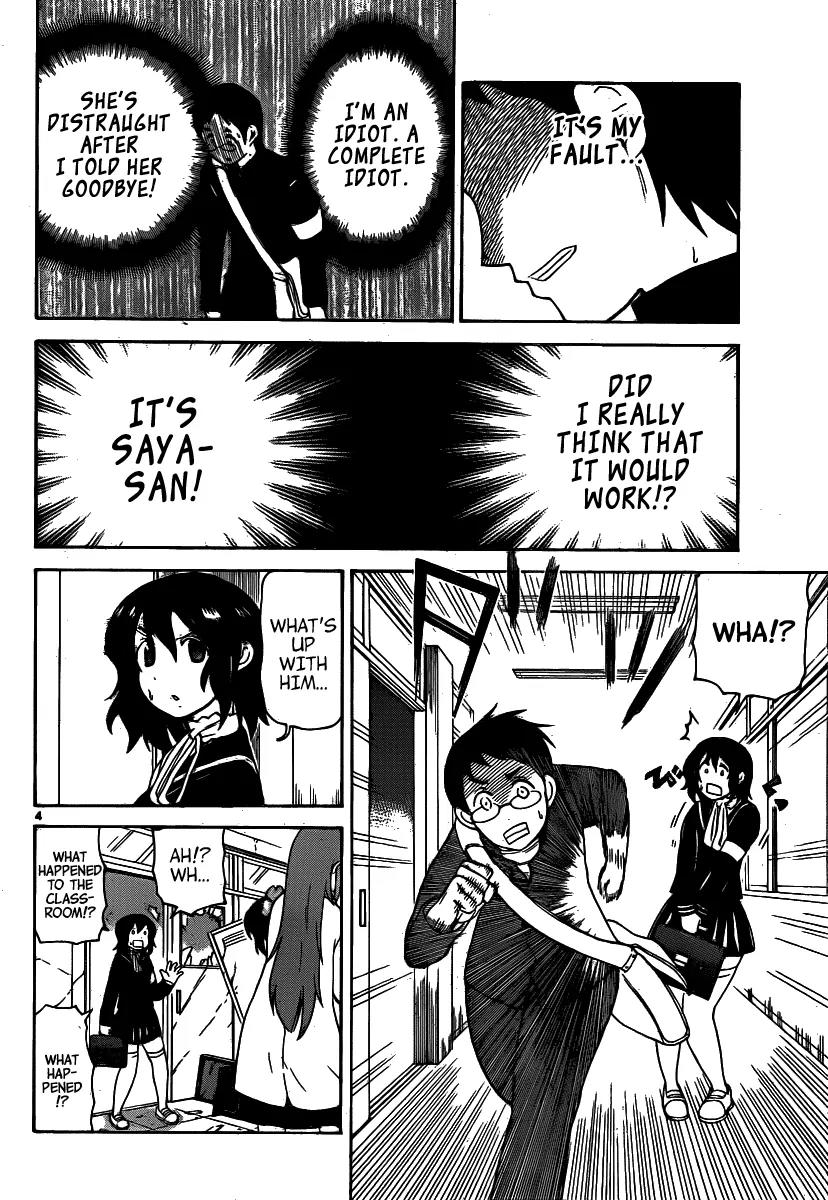 IT'S MY
FAULT...
I'M AN
IDIOT. A
COMPLETE
IDIOT.
SHE'S
DISTRAUGHT
AFTER
I TOLD HER
GOODBYE!
DID
I REALLY
THINK THAT
IT WOULD
WORK!?
IT'S
SAYA-
SAN!
WHA!?
WHAT'S
UP
WITH
HIM...
4
AH!?
WH...
WHAT
HAPPENED
TO THE
CLASS-
ROOM!?
WHAT
HAP-
PENED
!?